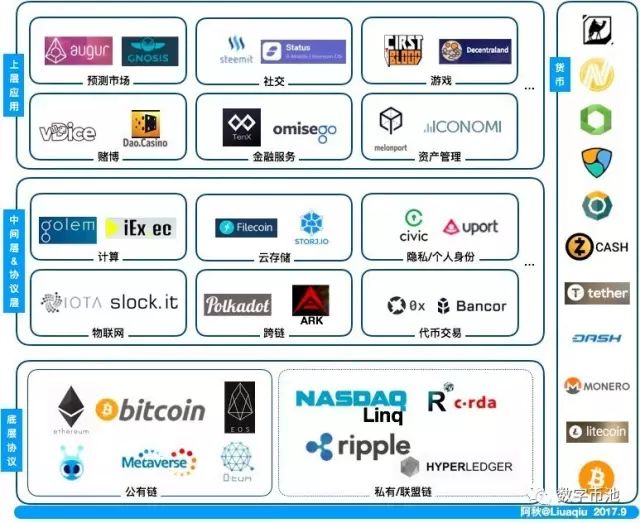 上层应用
augur
GNOSIS
预测市场
steemit
Status
社交
FIRST
BLOOD
Decentraland
游戏
...
vDice
Dao.Casino
赌博
TenX
omisego
金融服务
melonport
ICONOMI
资产管理
中间层&协议层
golem
iEx.ec
计算
Filecoin
STORJ.IO
云存储
civic
uport
隐私/个人身份
...
IOTA
slock.it
物联网
Polkadot
ARK
跨链
0x
Bancor
代币交易
底层协议
ethereum
bitcoin
EOS
Metaverse
Qtum
公有链
NASDAQ
Linq
R3
c·rda
ripple
HYPERLEDGER
私有/联盟链
货币
CASH
tether
DASH
MONERO
litecoin
数字币池
阿秋@Liuaqiu 2017.9